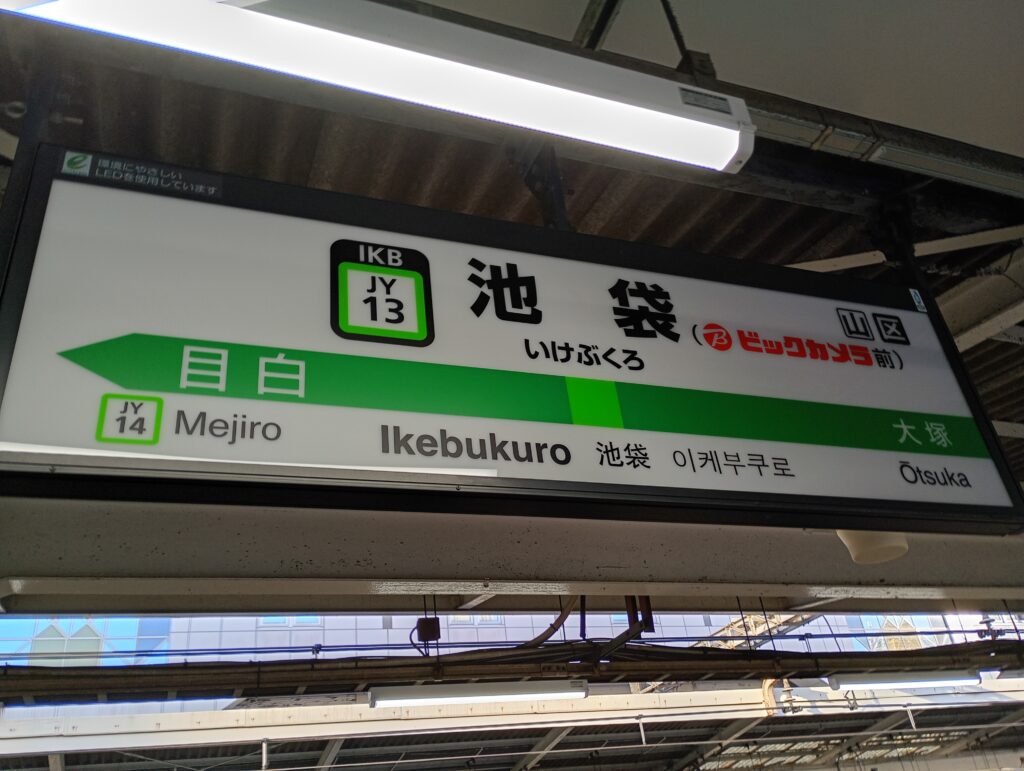 環境にやさしい
LEDを使用しています
IKB
JY
13
池袋
いけぶくろ
(ビックカメラ前)
山区
目白
大塚
JY
14
Mejiro
Ikebukuro 池袋 이케부쿠로
Ōtsuka